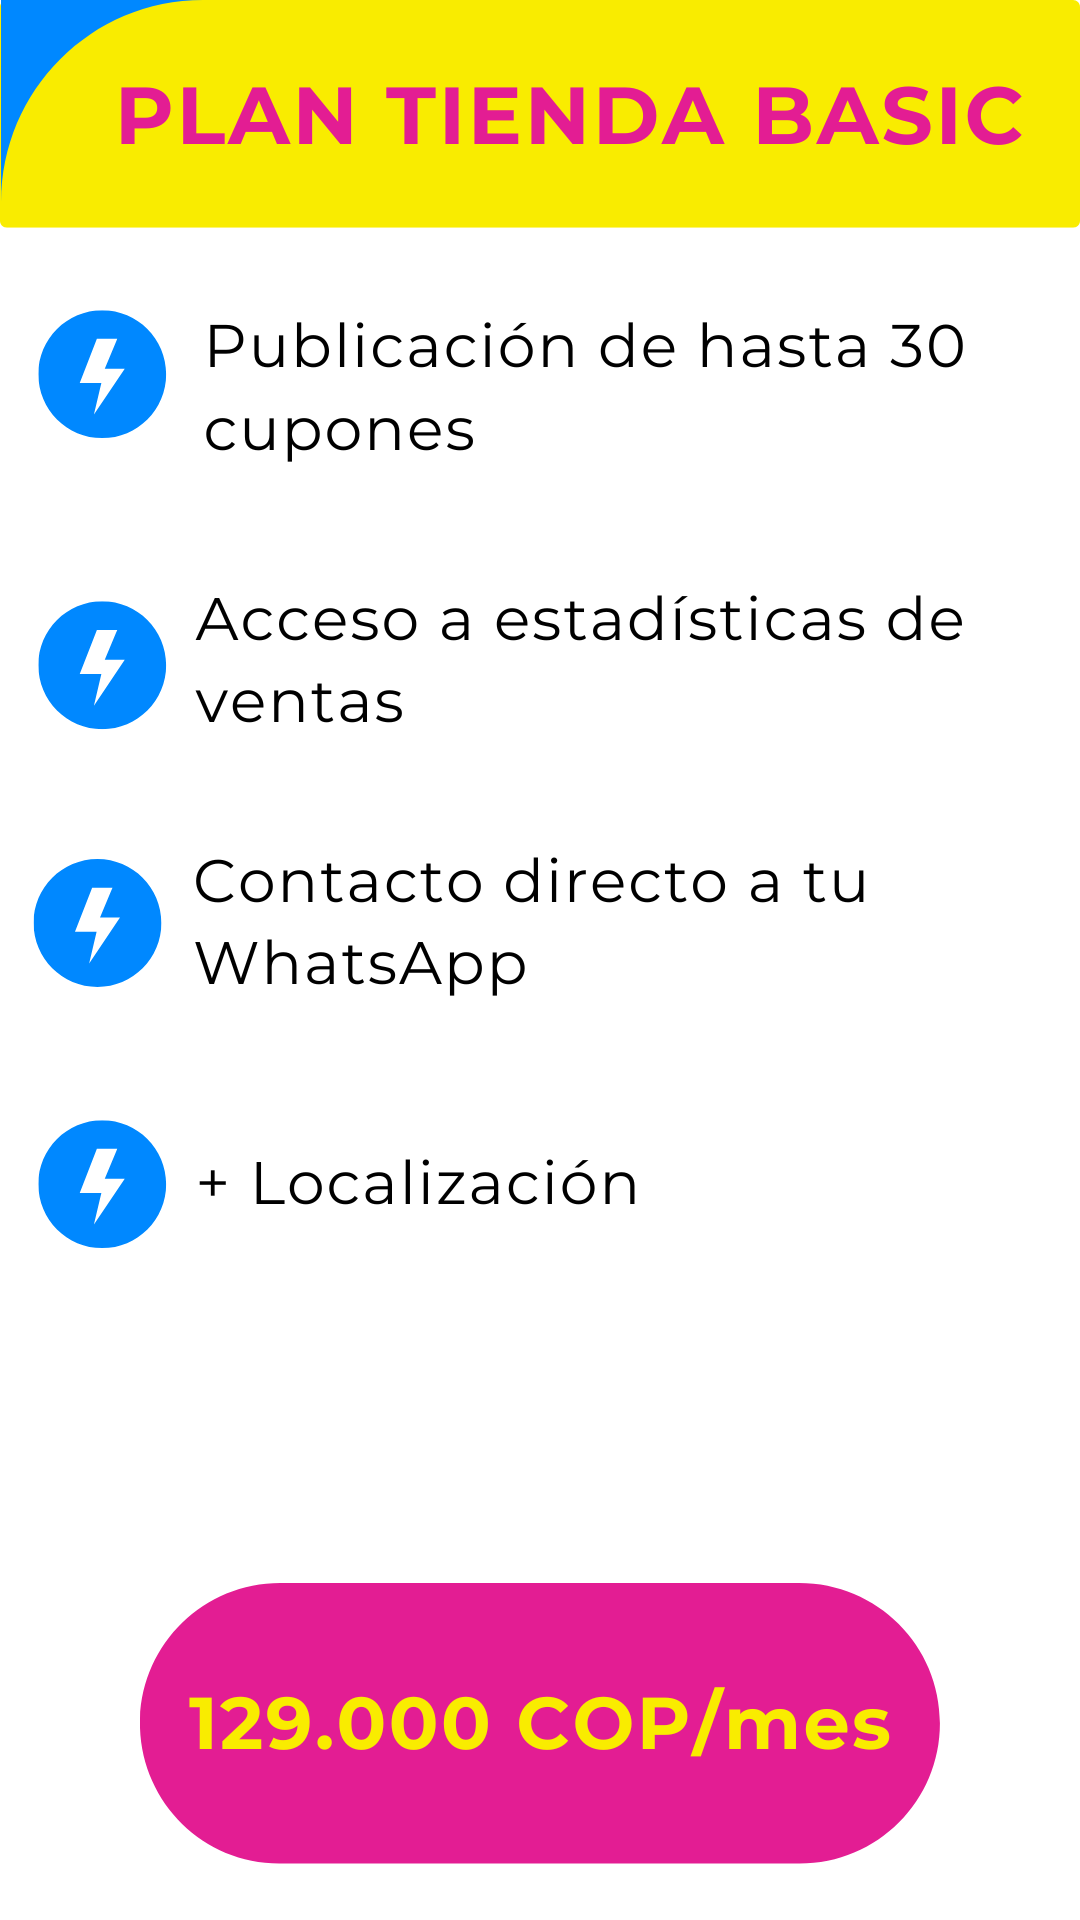 PLAN TIENDA BASIC
Publicación de hasta 30
cupones
Acceso a estadísticas de
ventas
Contacto directo a tu
WhatsApp
+ Localización
129.000 COP/mes